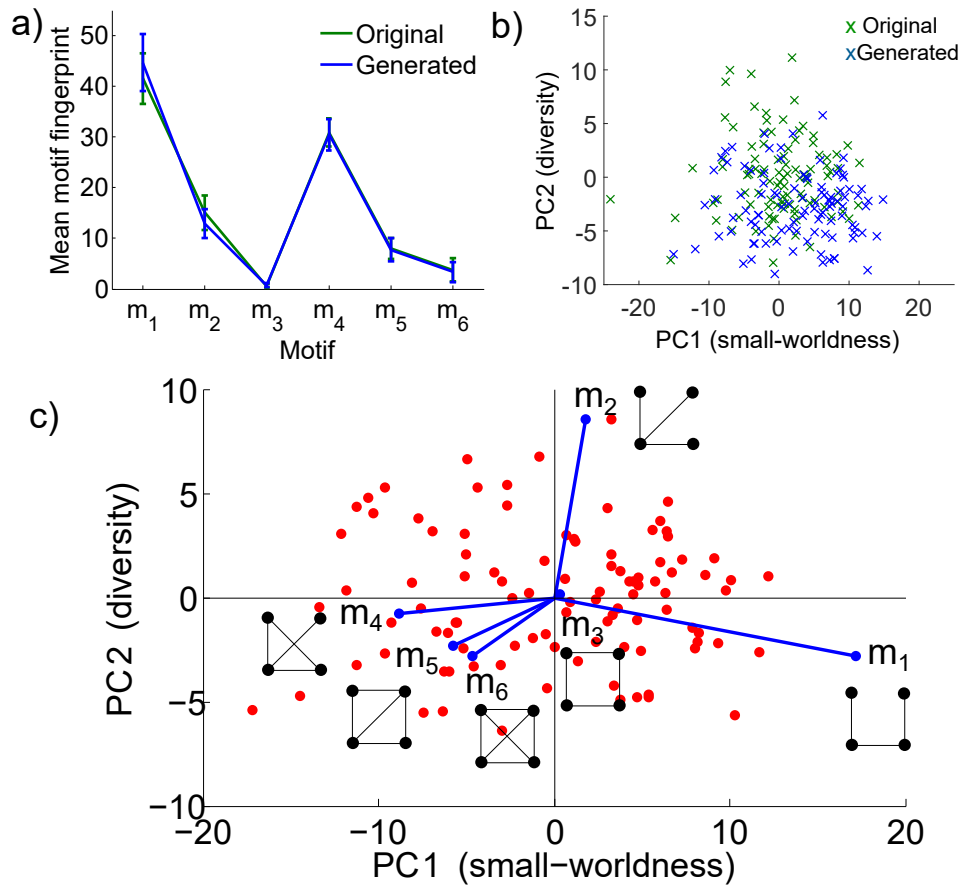 a)
Mean motif fingerprint
50
40
30
20
10
0
Original
Generated
m1 m2 m3 m4 m5 m6
Motif
b)
x Original
xGenerated
PC2 (diversity)
15
10
5
0
-5
-10
-20 -10 0 10 20
PC1 (small-worldness)
c)
PC2 (diversity)
10
5
0
−5
−10
m2
m4
m5
m6
m3
m1
−20 −10 0 10 20
PC1 (small−worldness)